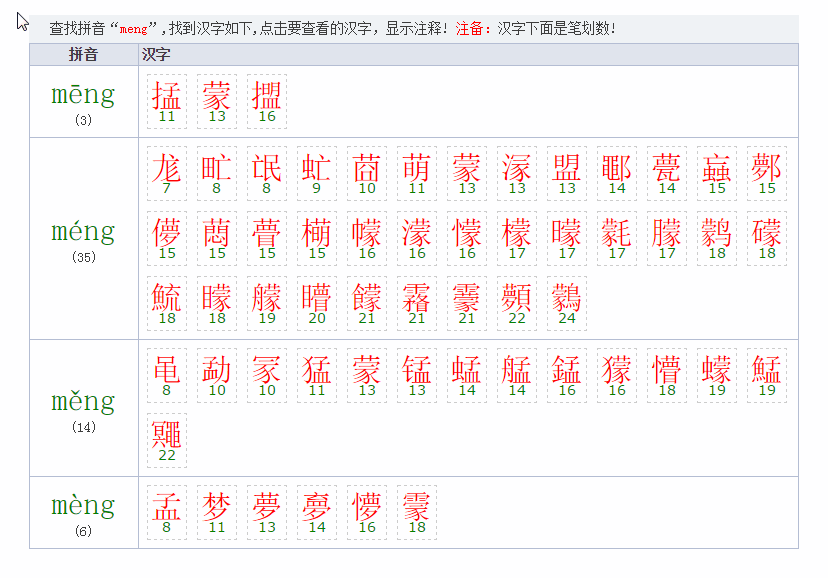 查找拼音“meng”,找到汉字如下,点击要查看的汉字，显示注释！注备：汉字下面是笔划数!
拼音 汉字
mēng (3)
掹 蒙 擝
11 13 16
méng (35)
尨 甿 氓 虻 莔 萌 蒙 溕 盟 鄳 甍 蝱 鄸
7 8 8 9 10 11 13 13 13 14 14 15 15
儚 蕄 瞢 橗 幪 濛 懞 檬 曚 氋 朦 鹲 礞
15 15 15 15 16 16 16 17 17 17 17 18 18
鯍 矇 艨 矒 饛 霿 靀 顭 鸏
18 18 19 20 21 21 21 22 24
měng (14)
黾 勐 冡 猛 蒙 锰 蜢 艋 錳 獴 懵 蠓 鯭
8 10 10 11 13 13 14 14 16 16 18 19 19
鼆
22
mèng (6)
孟 梦 夢 夣 懜 霥
8 11 13 14 16 18